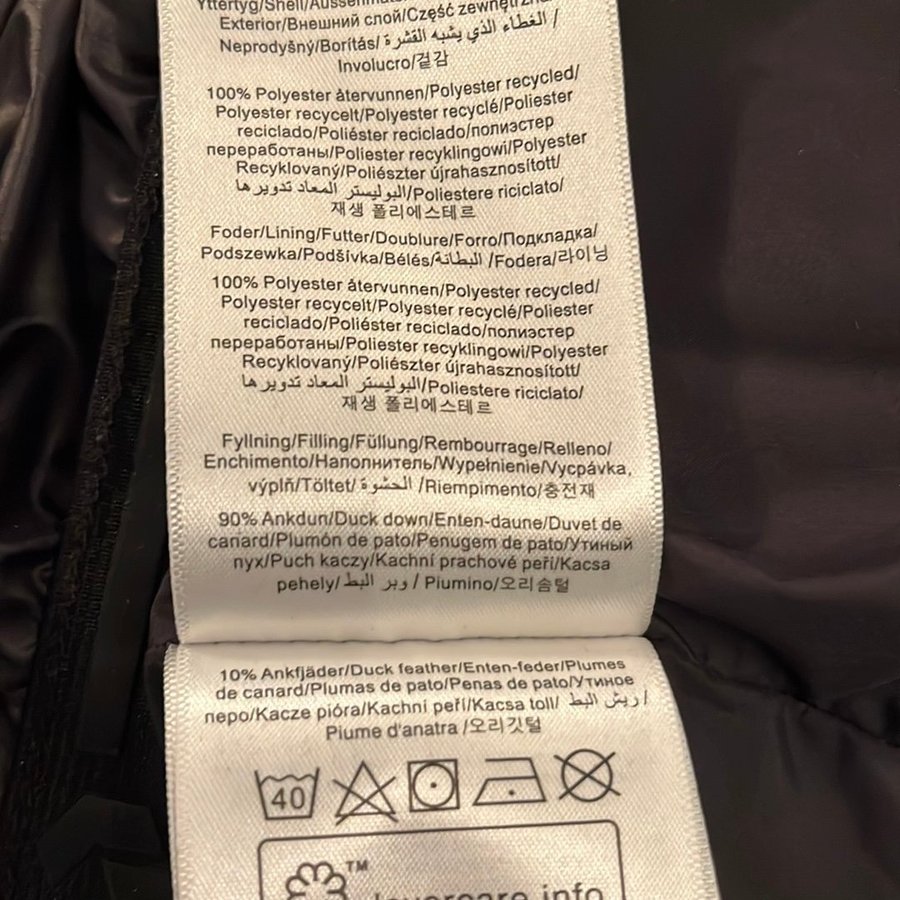 Yttertyg/Shell/Aussenmaterial
Exterior/Внешний слой/Część zewnętrzna
Neprodyšný/Borítás/ الغطاء الذي يشبه القشرة /
Involucro/겉감
100% Polyester återvunnen/Polyester recycled/
Polyester recycelt/Polyester recyclé/Poliester
reciclado/Poliéster reciclado/полиэстер
переработаны/Poliester recyklingowi/Polyester
Recyklovaný/Poliészter újrahasznosított/
البوليستر المعاد تدويرها/Poliestere riciclato/
재생 폴리에스테르
Foder/Lining/Futter/Doublure/Forro/Подкладка/
Podszewka/Podšívka/Bélés/البطانة /Fodera/라이닝
100% Polyester återvunnen/Polyester recycled/
Polyester recycelt/Polyester recyclé/Poliester
reciclado/Poliéster reciclado/полиэстер
переработаны/Poliester recyklingowi/Polyester
Recyklovaný/Poliészter újrahasznosított/
البوليستر المعاد تدويرها/Poliestere riciclato/
재생 폴리에스테르
Fyllning/Filling/Füllung/Rembourrage/Relleno/
Enchimento/Наполнитель/Wypełnienie/Vycpávka,
výplň/Töltet/ الحشوة /Riempimento/충전재
90% Ankdun/Duck down/Enten-daune/Duvet de
canard/Plumón de pato/Penugem de pato/Утиный
пух/Puch kaczy/Kachní prachové peří/Kacsa
pehely/ وبر البط / Piumino/오리솜털
10% Ankfjäder/Duck feather/Enten-feder/Plumes
de canard/Plumas de pato/Penas de pato/Утиное
перо/Kacze pióra/Kachní peří/Kacsa toll/ ريش البط /
Piume d'anatra /오리깃털
40
TM